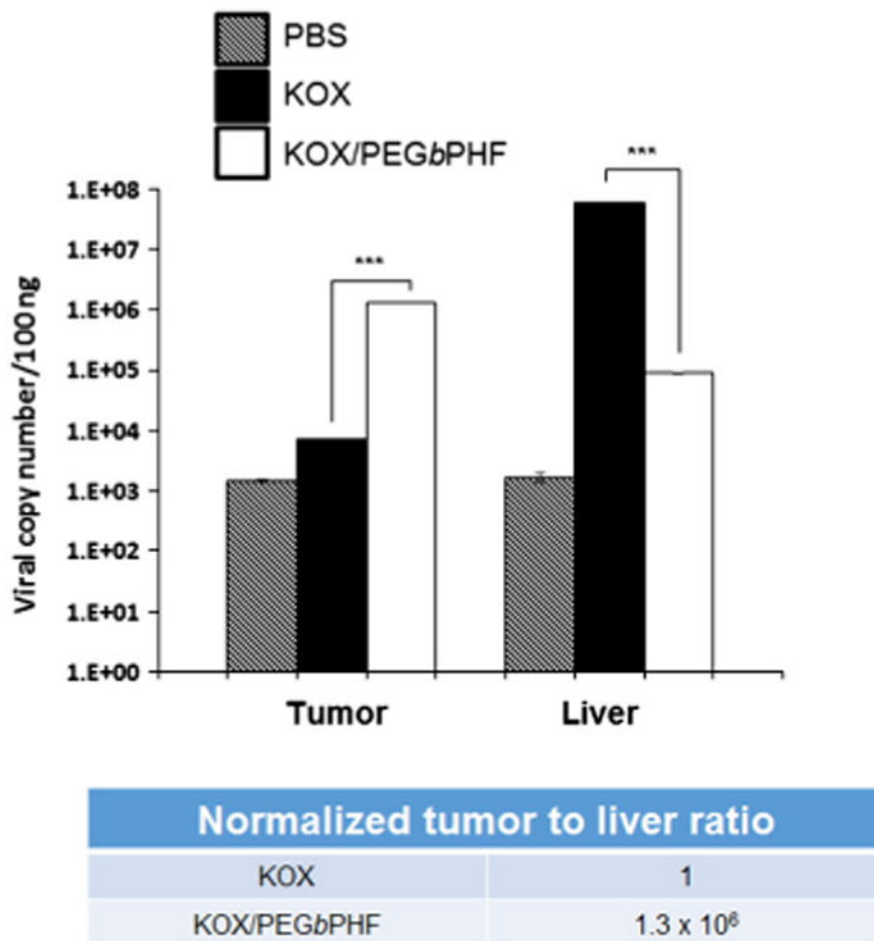 PBS
KOX
KOX/PEGbPHF
***
***
1.E+08
1.E+07
1.E+06
1.E+05
1.E+04
1.E+03
1.E+02
1.E+01
1.E+00
Viral copy number/100 ng
Tumor Liver
Normalized tumor to liver ratio
KOX 1
KOX/PEGbPHF 1.3 x 10⁶